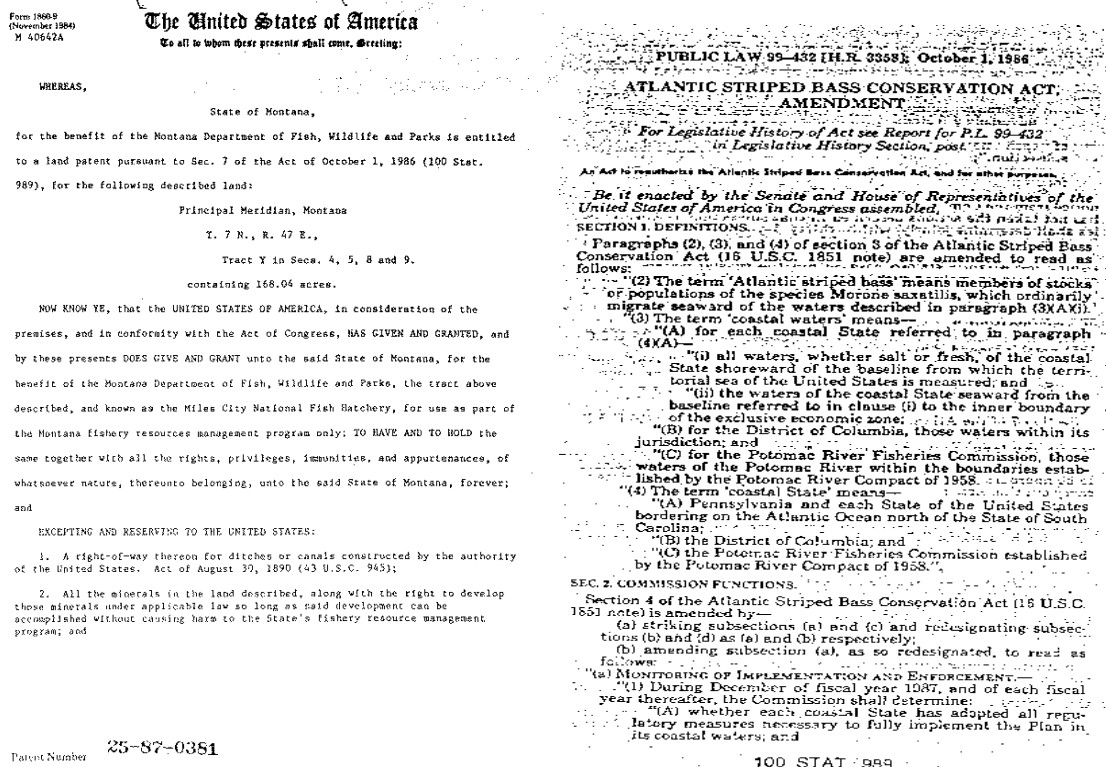 Form 1860-9
(November 1984)
M 40642A
The United States of America
To all to whom these presents shall come, Greeting:
WHEREAS,
State of Montana,
for the benefit of the Montana Department of Fish, Wildlife and Parks is entitled
to a land patent pursuant to Sec. 7 of the Act of October 1, 1986 (100 Stat.
989), for the following described land:
Principal Meridian, Montana
T. 7 N., R. 47 E.,
Tract Y in Secs. 4, 5, 8 and 9.
containing 168.04 acres.
NOW KNOW YE, that the UNITED STATES OF AMERICA, in consideration of the
premises, and in conformity with the Act of Congress, HAS GIVEN AND GRANTED, and
by these presents DOES GIVE AND GRANT unto the said State of Montana, for the
benefit of the Montana Department of Fish, Wildlife and Parks, the tract above
described, and known as the Miles City National Fish Hatchery, for use as part of
the Montana fishery resources management program only; TO HAVE AND TO HOLD the
same together with all the rights, privileges, immunities, and appurtenances, of
whatsoever nature, thereunto belonging, unto the said State of Montana, forever;
and
EXCEPTING AND RESERVING TO THE UNITED STATES:
1. A right-of-way thereon for ditches or canals constructed by the authority
of the United States. Act of August 30, 1890 (43 U.S.C. 945);
2. All the minerals in the land described, along with the right to develop
those minerals under applicable law so long as said development can be
accomplished without causing harm to the State's fishery resource management
program; and
Patent Number 25-87-0381
PUBLIC LAW 99-432 [H.R. 3358]; October 1, 1986
ATLANTIC STRIPED BASS CONSERVATION ACT,
AMENDMENT
For Legislative History of Act see Report for P.L. 99-432
in Legislative History Section, post
An Act to reauthorize the Atlantic Striped Bass Conservation Act, and for other purposes.
Be it enacted by the Senate and House of Representatives of the
United States of America in Congress assembled,
SECTION 1. DEFINITIONS.
Paragraphs (2), (3), and (4) of section 3 of the Atlantic Striped Bass
Conservation Act (16 U.S.C. 1851 note) are amended to read as
follows:
"(2) The term 'Atlantic striped bass' means members of stocks
or populations of the species Morone saxatilis, which ordinarily
migrate seaward of the waters described in paragraph (3)(A)(i).
"(3) The term 'coastal waters' means—
"(A) for each coastal State referred to in paragraph
(4)(A)—
"(i) all waters, whether salt or fresh, of the coastal
State shoreward of the baseline from which the terri-
torial sea of the United States is measured; and
"(ii) the waters of the coastal State seaward from the
baseline referred to in clause (i) to the inner boundary
of the exclusive economic zone;
"(B) for the District of Columbia, those waters within its
jurisdiction; and
"(C) for the Potomac River Fisheries Commission, those
waters of the Potomac River within the boundaries estab-
lished by the Potomac River Compact of 1958.
"(4) The term 'coastal State' means—
"(A) Pennsylvania and each State of the United States
bordering on the Atlantic Ocean north of the State of South
Carolina;
"(B) the District of Columbia; and
"(C) the Potomac River Fisheries Commission established
by the Potomac River Compact of 1958.".
SEC. 2. COMMISSION FUNCTIONS.
Section 4 of the Atlantic Striped Bass Conservation Act (16 U.S.C.
1851 note) is amended by—
(a) striking subsections (a) and (c) and redesignating subsec-
tions (b) and (d) as (a) and (b) respectively;
(b) amending subsection (a), as so redesignated, to read as
follows:
"(a) MONITORING OF IMPLEMENTATION AND ENFORCEMENT.—
"(1) During December of fiscal year 1987, and of each fiscal
year thereafter, the Commission shall determine:
"(A) whether each coastal State has adopted all regu-
latory measures necessary to fully implement the Plan in
its coastal waters; and
100 STAT. 989